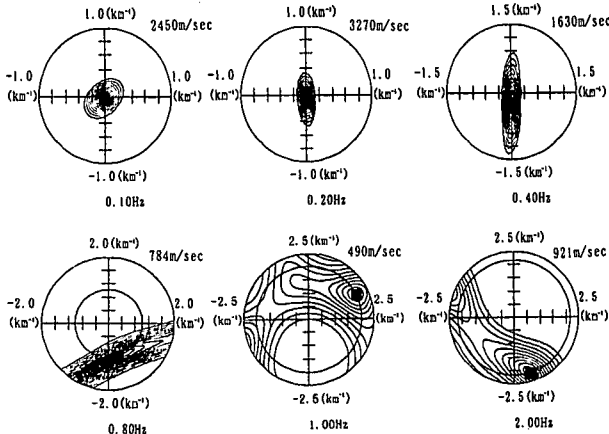 1.0(km⁻¹) 2450m/sec
-1.0 (km⁻¹) 1.0 (km⁻¹)
-1.0(km⁻¹)
0.10Hz
1.0(km⁻¹) 3270m/sec
-1.0 (km⁻¹) 1.0 (km⁻¹)
-1.0(km⁻¹)
0.20Hz
1.5(km⁻¹) 1630m/sec
-1.5 (km⁻¹) 1.5 (km⁻¹)
-1.5(km⁻¹)
0.40Hz
2.0(km⁻¹) 784m/sec
-2.0 (km⁻¹) 2.0 (km⁻¹)
-2.0(km⁻¹)
0.80Hz
2.5(km⁻¹) 490m/sec
-2.5 (km⁻¹) 2.5 (km⁻¹)
-2.5(km⁻¹)
1.00Hz
2.5(km⁻¹) 921m/sec
-2.5 (km⁻¹) 2.5 (km⁻¹)
-2.5(km⁻¹)
2.00Hz